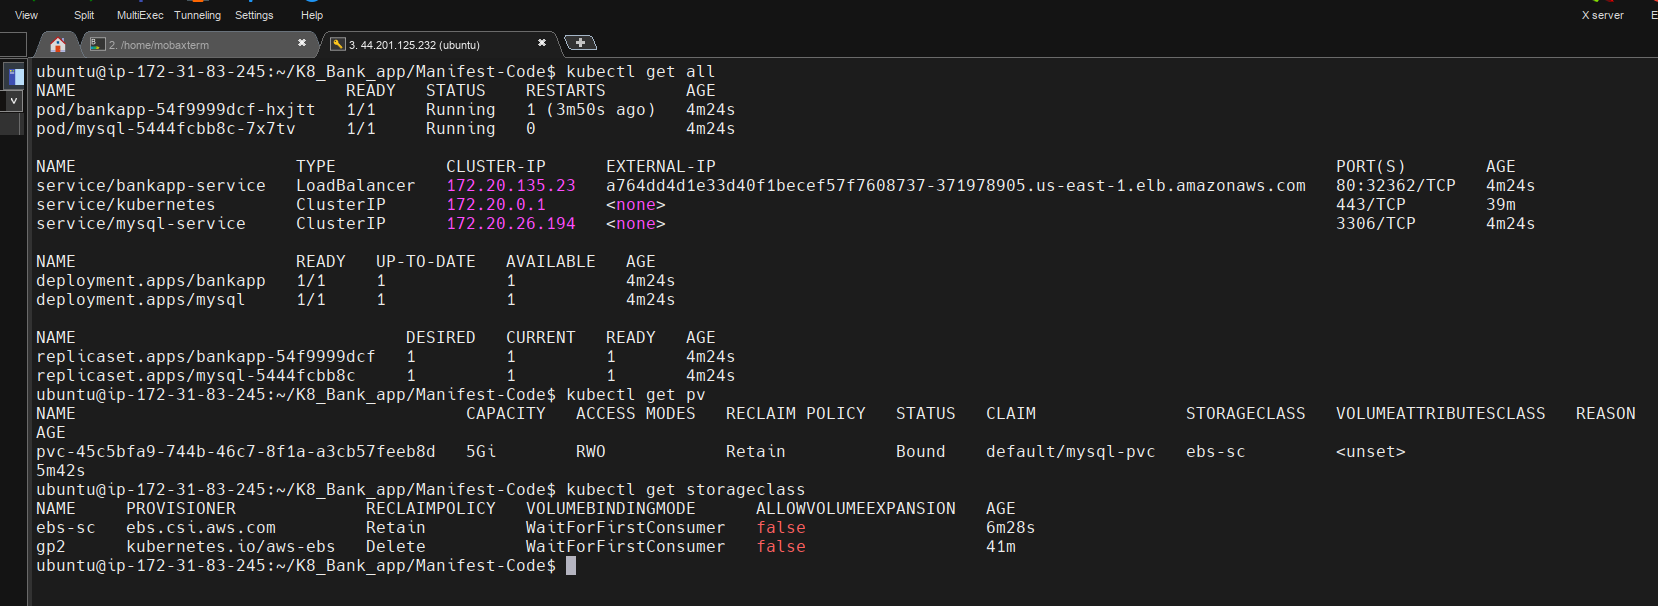 View Split MultiExec Tunneling Settings Help X server
2. /home/mobaxterm 3. 44.201.125.232 (ubuntu)
ubuntu@ip-172-31-83-245:~/K8_Bank_app/Manifest-Code$ kubectl get all
NAME READY STATUS RESTARTS AGE
pod/bankapp-54f9999dcf-hxjtt 1/1 Running 1 (3m50s ago) 4m24s
pod/mysql-5444fcbb8c-7x7tv 1/1 Running 0 4m24s
NAME TYPE CLUSTER-IP EXTERNAL-IP PORT(S) AGE
service/bankapp-service LoadBalancer 172.20.135.23 a764dd4d1e33d40f1becef57f7608737-371978905.us-east-1.elb.amazonaws.com 80:32362/TCP 4m24s
service/kubernetes ClusterIP 172.20.0.1 <none> 443/TCP 39m
service/mysql-service ClusterIP 172.20.26.194 <none> 3306/TCP 4m24s
NAME READY UP-TO-DATE AVAILABLE AGE
deployment.apps/bankapp 1/1 1 1 4m24s
deployment.apps/mysql 1/1 1 1 4m24s
NAME DESIRED CURRENT READY AGE
replicaset.apps/bankapp-54f9999dcf 1 1 1 4m24s
replicaset.apps/mysql-5444fcbb8c 1 1 1 4m24s
ubuntu@ip-172-31-83-245:~/K8_Bank_app/Manifest-Code$ kubectl get pv
NAME CAPACITY ACCESS MODES RECLAIM POLICY STATUS CLAIM STORAGECLASS VOLUMEATTRIBUTESCLASS REASON
AGE
pvc-45c5bfa9-744b-46c7-8f1a-a3cb57feeb8d 5Gi RWO Retain Bound default/mysql-pvc ebs-sc <unset>
5m42s
ubuntu@ip-172-31-83-245:~/K8_Bank_app/Manifest-Code$ kubectl get storageclass
NAME PROVISIONER RECLAIMPOLICY VOLUMEBINDINGMODE ALLOWVOLUMEEXPANSION AGE
ebs-sc ebs.csi.aws.com Retain WaitForFirstConsumer false 6m28s
gp2 kubernetes.io/aws-ebs Delete WaitForFirstConsumer false 41m
ubuntu@ip-172-31-83-245:~/K8_Bank_app/Manifest-Code$